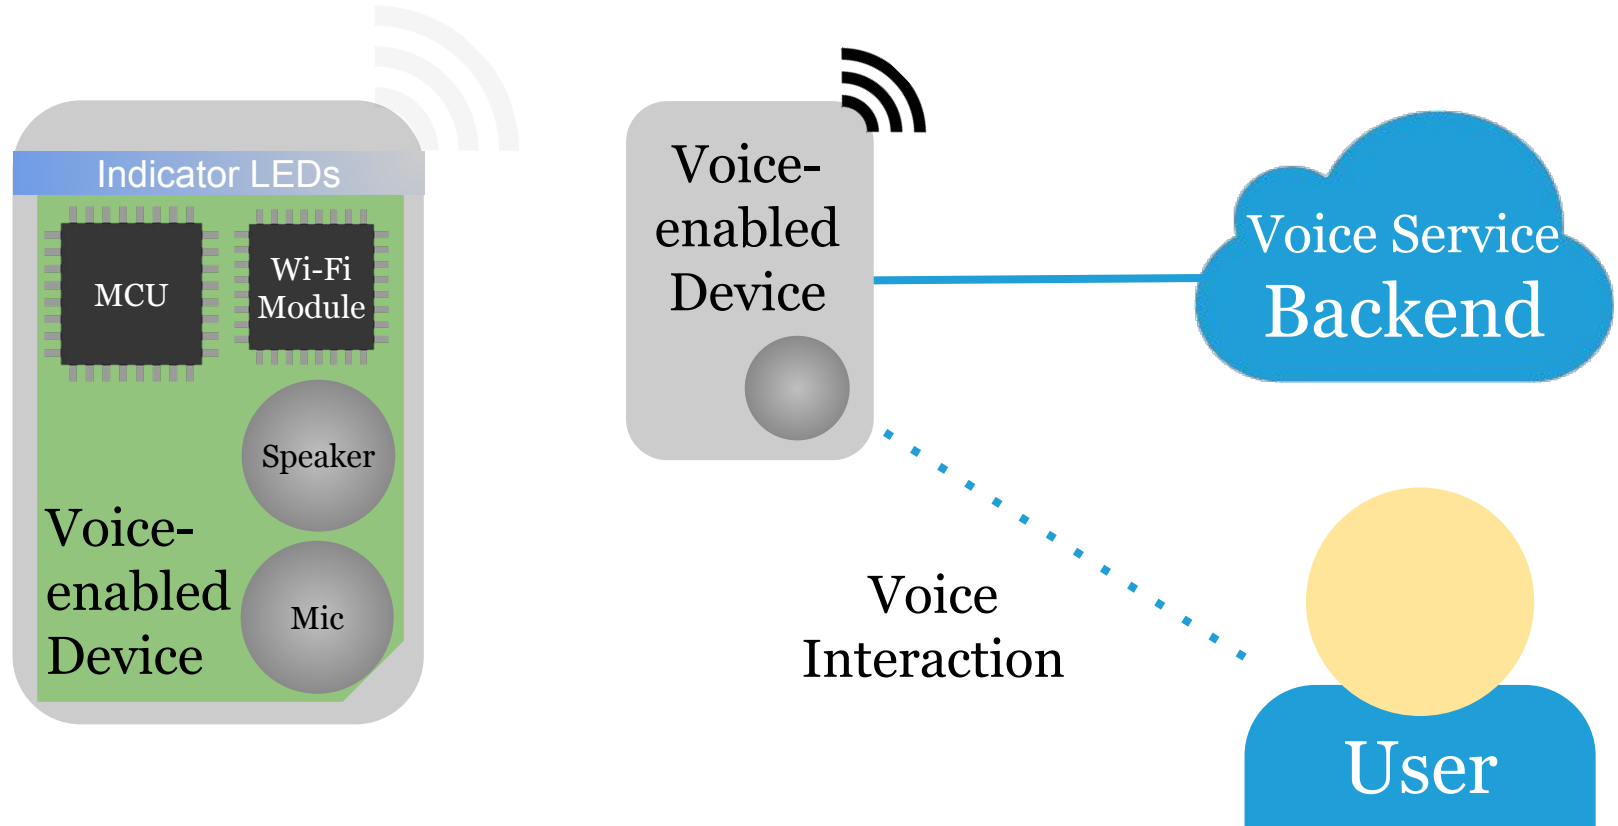 Indicator LEDs
MCU
Wi-Fi
Module
Speaker
Mic
Voice-
enabled
Device
Voice-
enabled
Device
Voice Service
Backend
Voice
Interaction
User